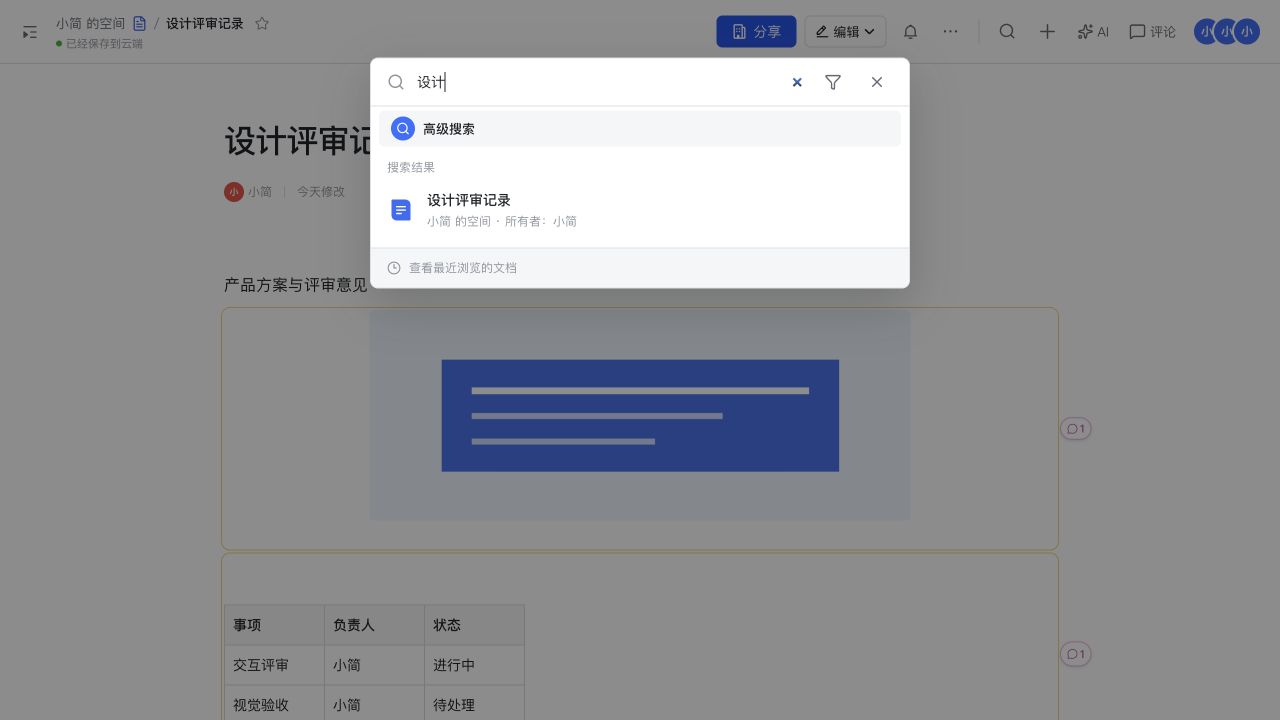 小简 的空间 / 设计评审记录
已经保存到云端
分享
编辑
AI
评论
小 小 小
设计
高级搜索
搜索结果
设计评审记录
小简 的空间 · 所有者：小简
查看最近浏览的文档
设计评审记
小 小简 | 今天修改
产品方案与评审意见
1
事项 负责人 状态
交互评审 小简 进行中
1
视觉验收 小简 待处理